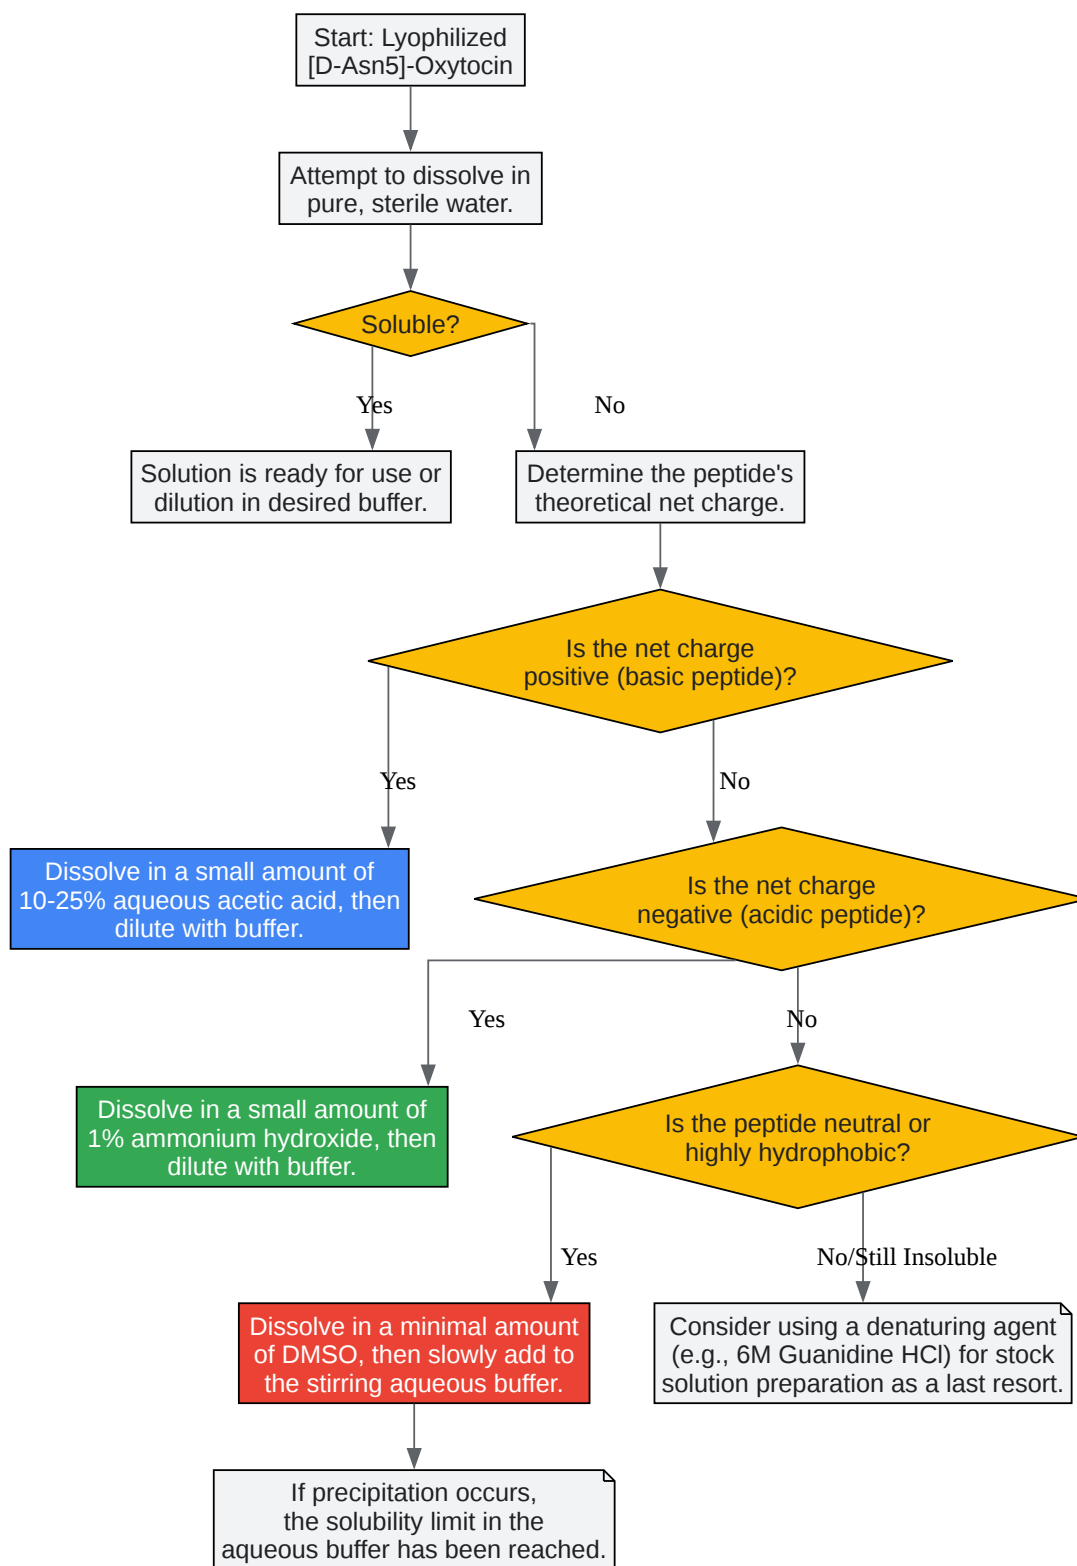 Start: Lyophilized
[D-Asn5]-Oxytocin
Attempt to dissolve in
pure, sterile water.
Soluble?
Yes
No
Solution is ready for use or
dilution in desired buffer.
Determine the peptide's
theoretical net charge.
Is the net charge
positive (basic peptide)?
Yes
No
Dissolve in a small amount of
10-25% aqueous acetic acid, then
dilute with buffer.
Is the net charge
negative (acidic peptide)?
Yes
No
Dissolve in a small amount of
1% ammonium hydroxide, then
dilute with buffer.
Is the peptide neutral or
highly hydrophobic?
Yes
No/Still Insoluble
Dissolve in a minimal amount
of DMSO, then slowly add to
the stirring aqueous buffer.
Consider using a denaturing agent
(e.g., 6M Guanidine HCl) for stock
solution preparation as a last resort.
If precipitation occurs,
the solubility limit in the
aqueous buffer has been reached.